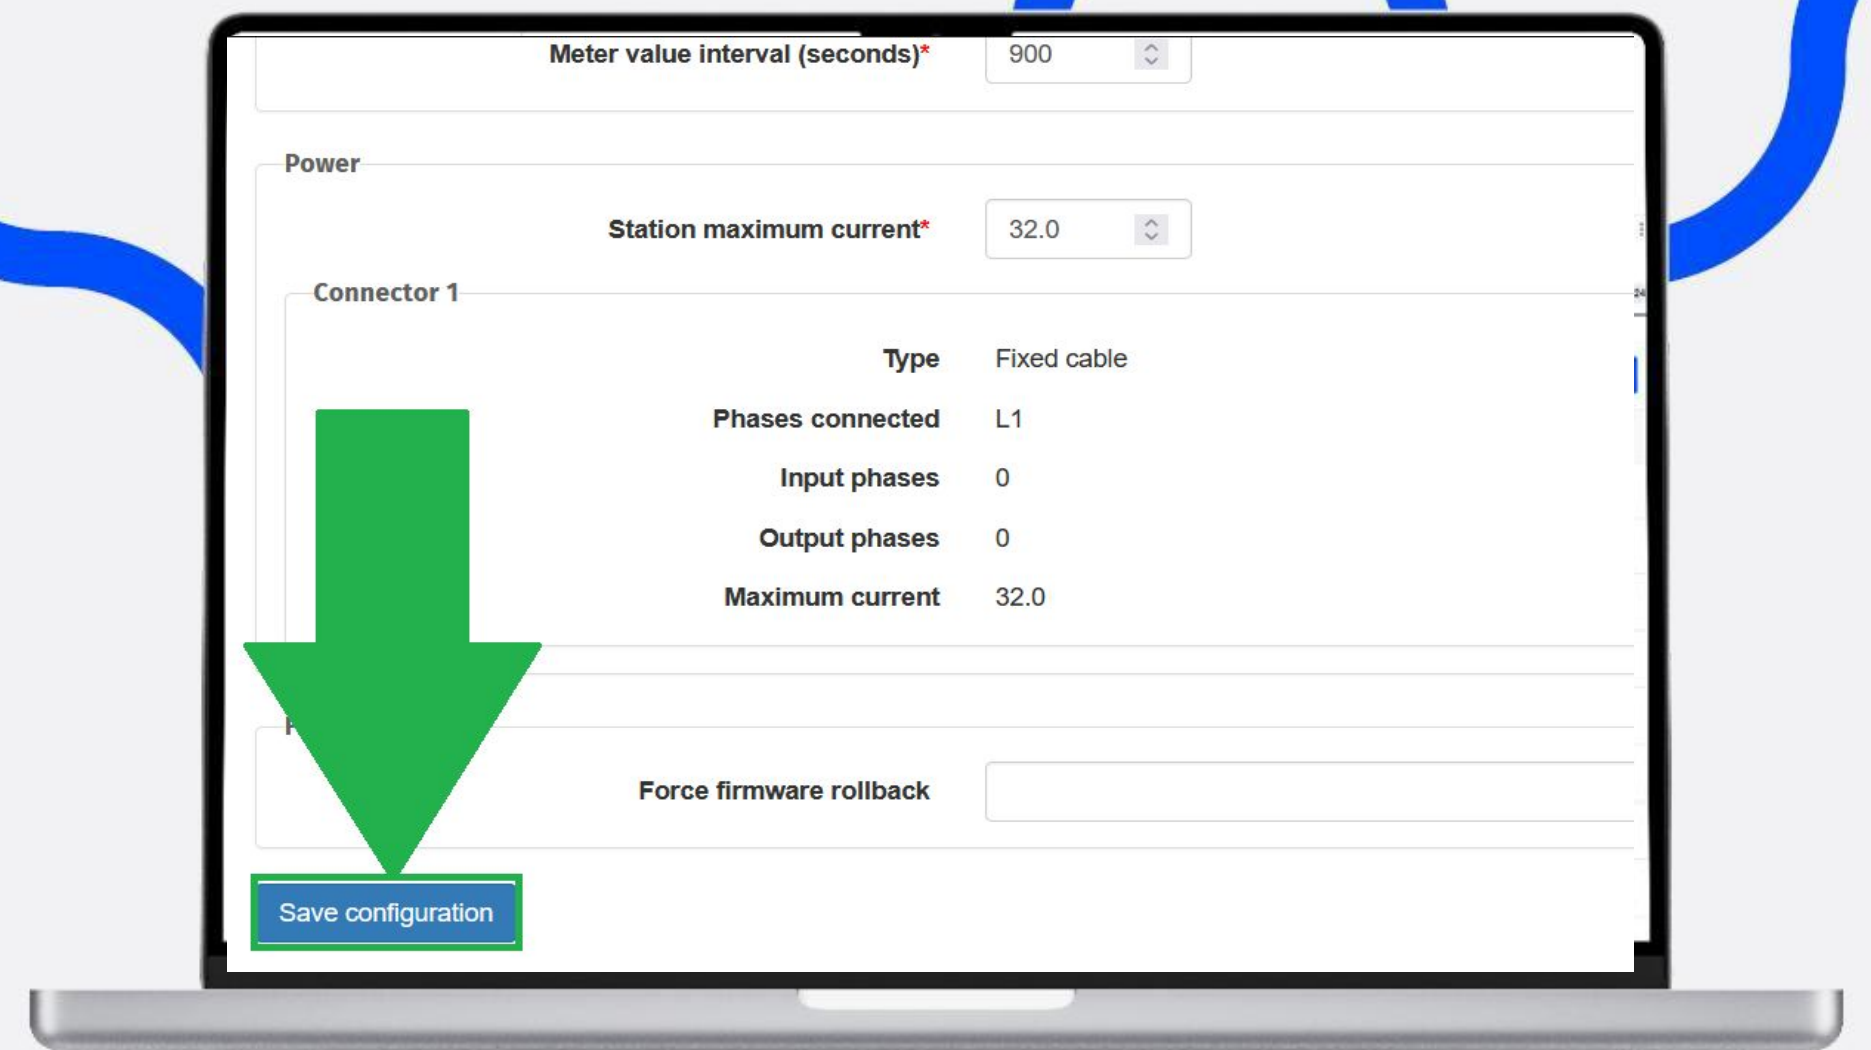 Meter value interval (seconds)* 900
Power
Station maximum current* 32.0
Connector 1
Type Fixed cable
Phases connected L1
Input phases 0
Output phases 0
Maximum current 32.0
Force firmware rollback
Save configuration